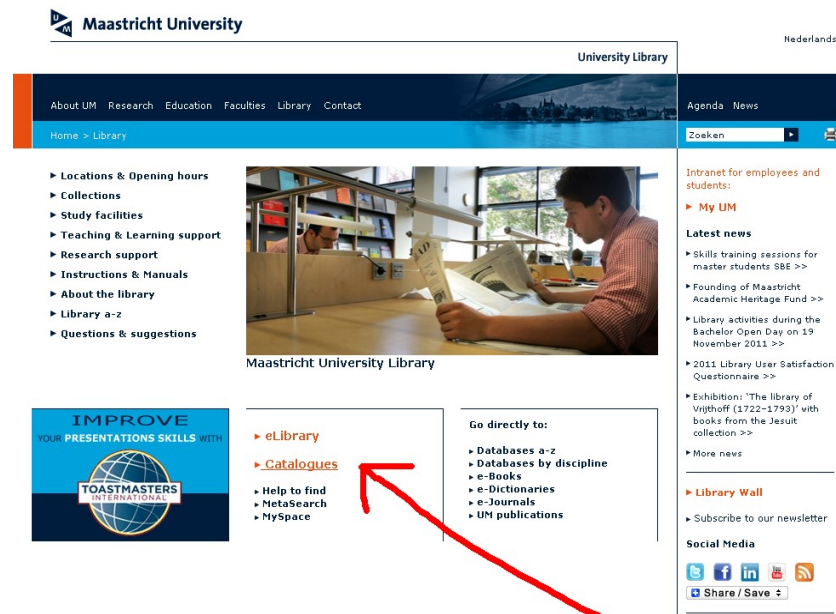 Maastricht University
Nederlands
University Library
About UM Research Education Faculties Library Contact
Agenda News
Home > Library
Zoeken
Locations & Opening hours
Collections
Study facilities
Teaching & Learning support
Research support
Instructions & Manuals
About the library
Library a-z
Questions & suggestions
Maastricht University Library
Intranet for employees and
students:
My UM
Latest news
Skills training sessions for
master students SBE >>
Founding of Maastricht
Academic Heritage Fund >>
Library activities during the
Bachelor Open Day on 19
November 2011 >>
2011 Library User Satisfaction
Questionnaire >>
Exhibition: 'The library of
Vrijthoff (1722-1793)' with
books from the Jesuit
collection >>
More news
IMPROVE
YOUR PRESENTATIONS SKILLS WITH
TOASTMASTERS
INTERNATIONAL
eLibrary
Catalogues
Help to find
MetaSearch
MySpace
Go directly to:
Databases a-z
Databases by discipline
e-Books
e-Dictionaries
e-Journals
UM publications
Library Wall
Subscribe to our newsletter
Social Media
Share / Save